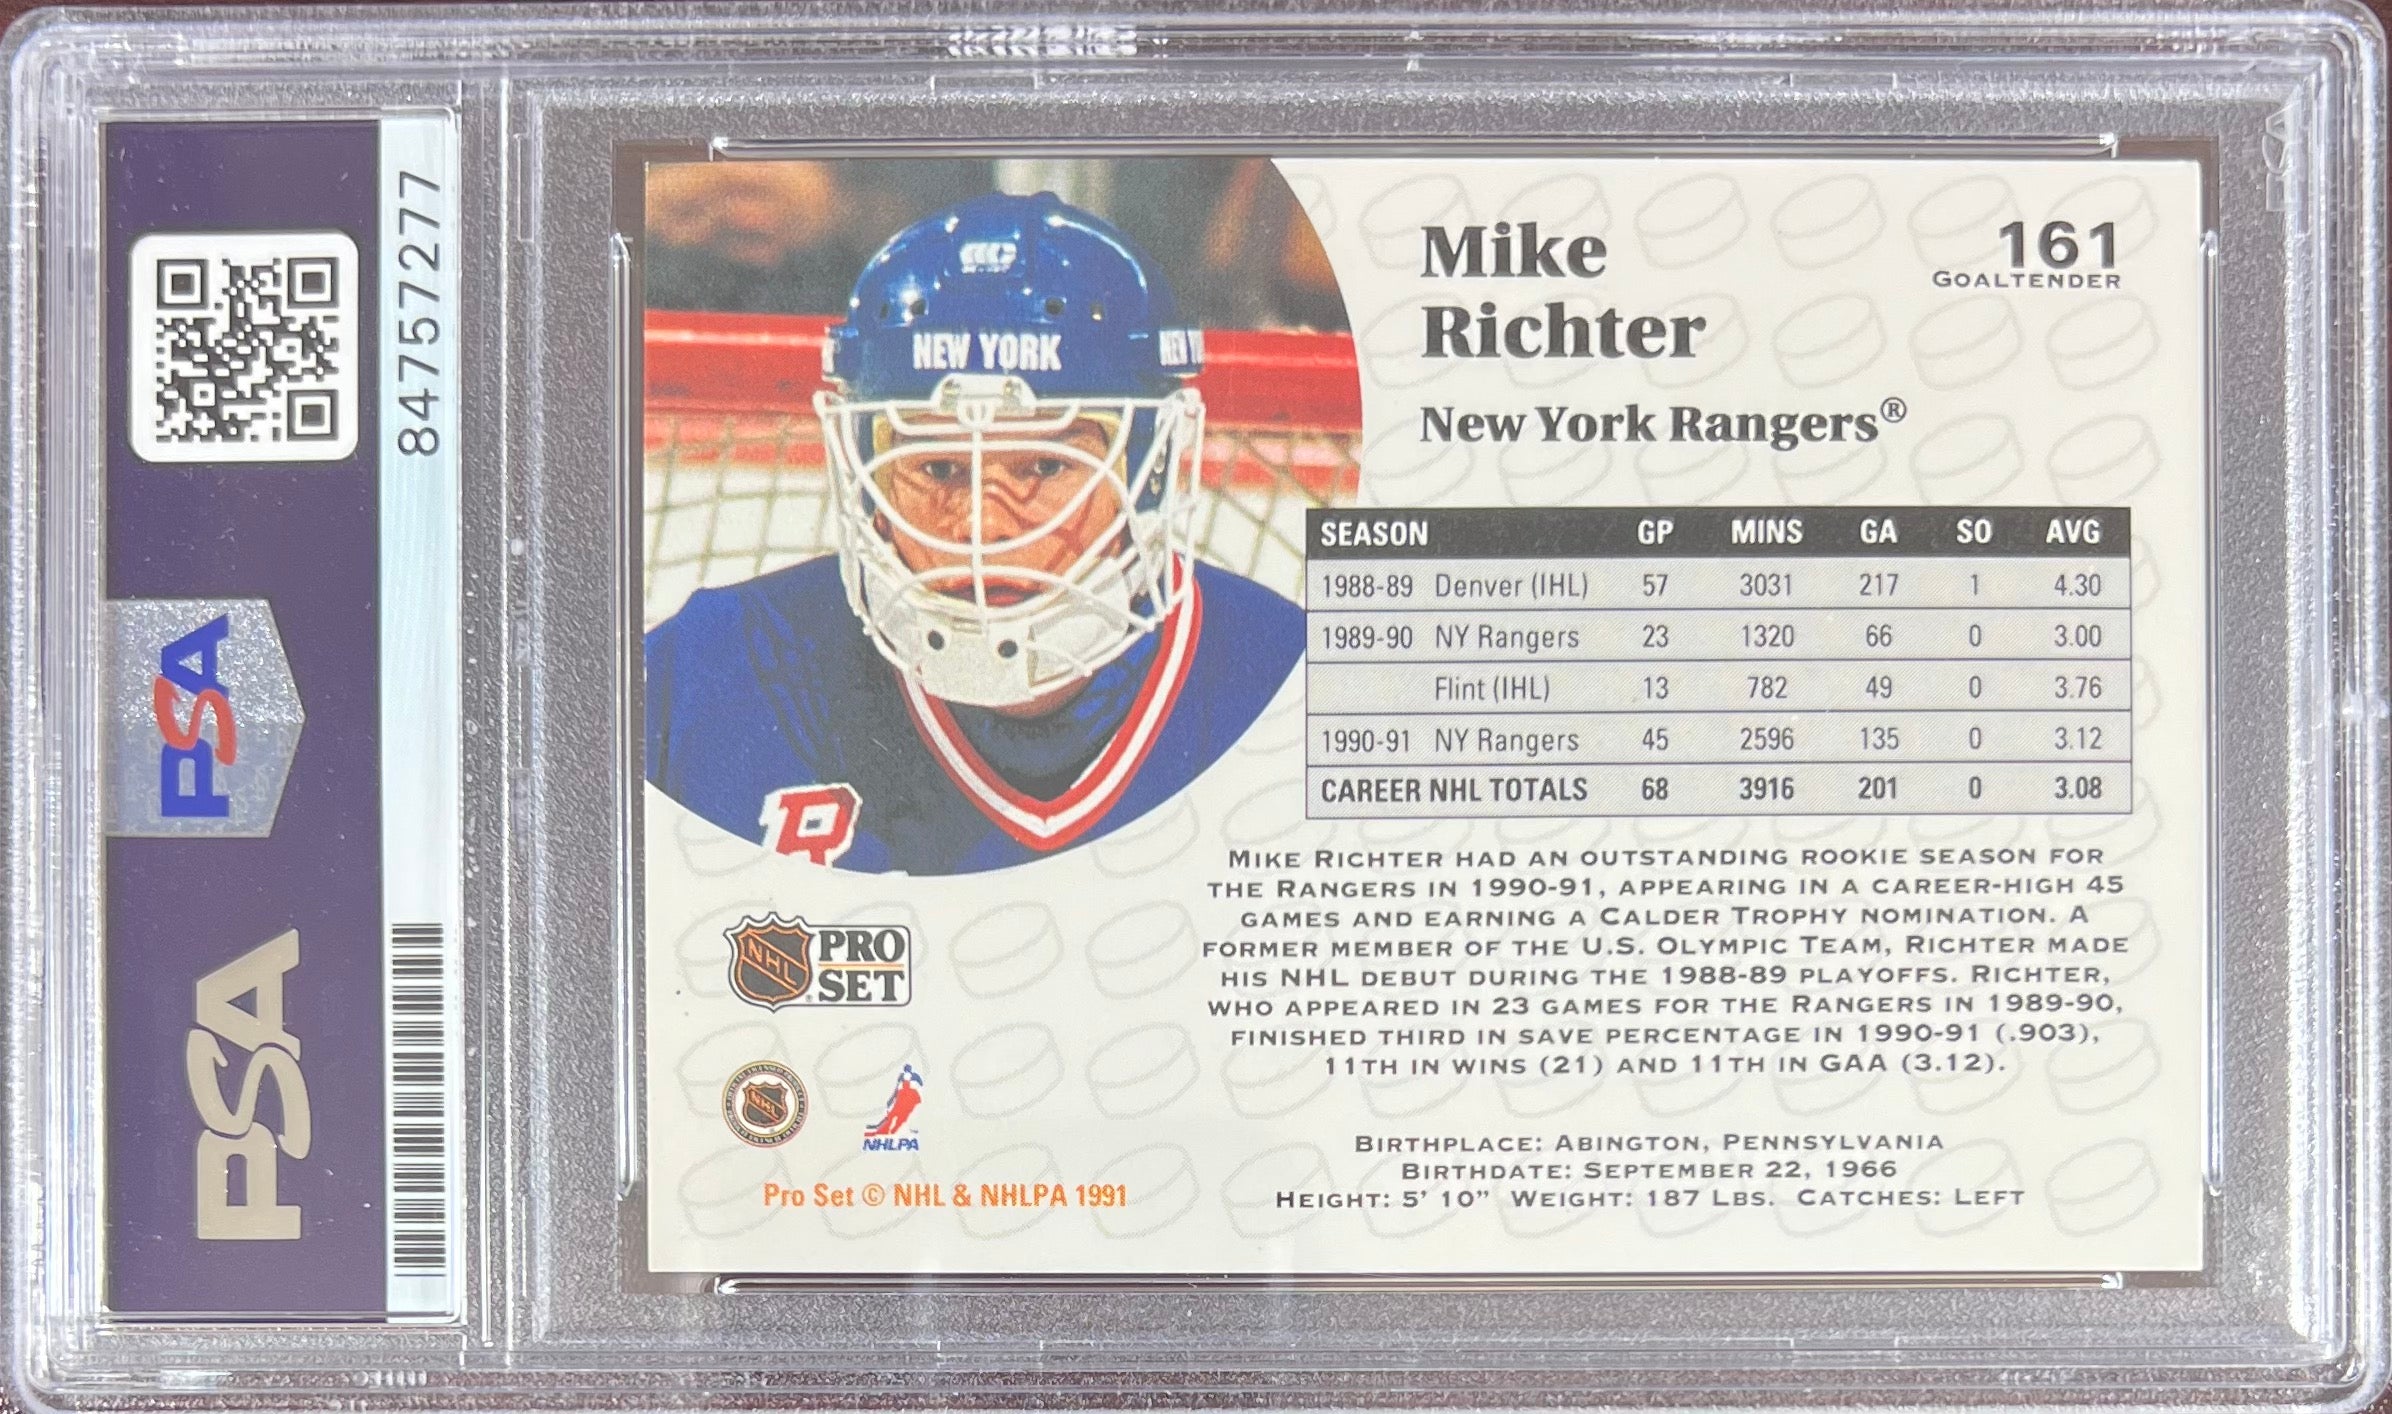 84757277
PSA
PSA
NEW YORK
Mike
Richter
New York Rangers®
161
GOALTENDER
SEASON GP MINS GA SO AVG
1988-89 Denver (IHL) 57 3031 217 1 4.30
1989-90 NY Rangers 23 1320 66 0 3.00
Flint (IHL) 13 782 49 0 3.76
1990-91 NY Rangers 45 2596 135 0 3.12
CAREER NHL TOTALS 68 3916 201 0 3.08
MIKE RICHTER HAD AN OUTSTANDING ROOKIE SEASON FOR
THE RANGERS IN 1990-91, APPEARING IN A CAREER-HIGH 45
GAMES AND EARNING A CALDER TROPHY NOMINATION. A
FORMER MEMBER OF THE U.S. OLYMPIC TEAM, RICHTER MADE
HIS NHL DEBUT DURING THE 1988-89 PLAYOFFS. RICHTER,
WHO APPEARED IN 23 GAMES FOR THE RANGERS IN 1989-90,
FINISHED THIRD IN SAVE PERCENTAGE IN 1990-91 (.903),
11TH IN WINS (21) AND 11TH IN GAA (3.12).
BIRTHPLACE: ABINGTON, PENNSYLVANIA
BIRTHDATE: SEPTEMBER 22, 1966
HEIGHT: 5' 10" WEIGHT: 187 LBS. CATCHES: LEFT
NHL PRO
SET
NHL
NHLPA
Pro Set © NHL & NHLPA 1991